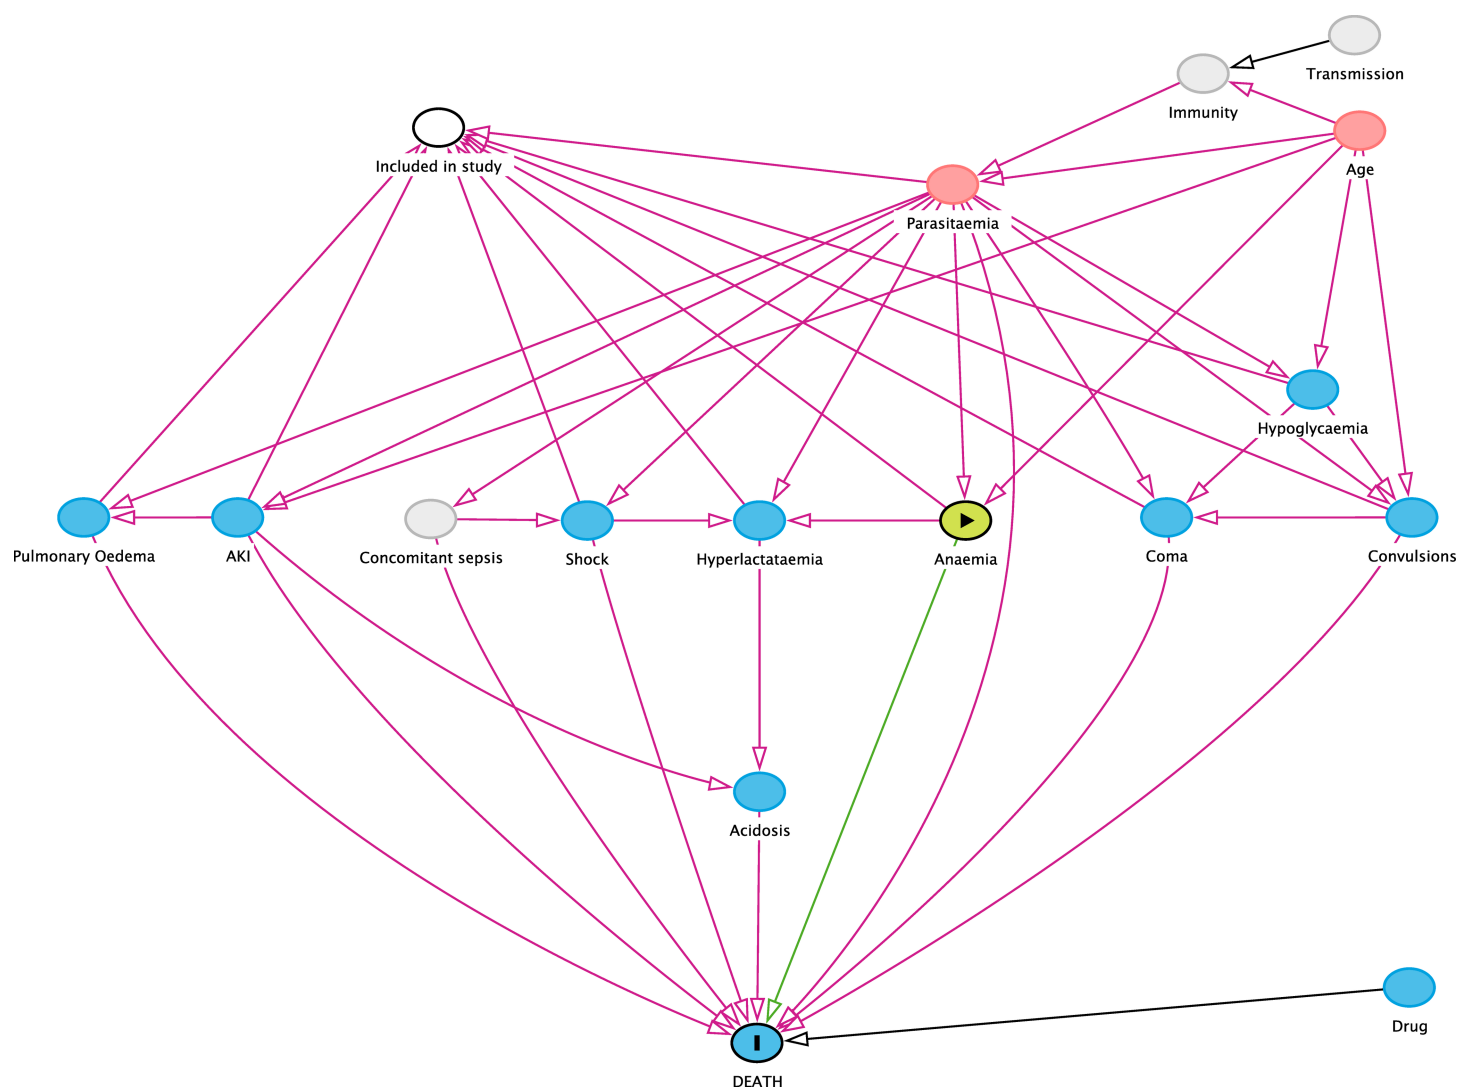 Transmission
Immunity
Included in study
Age
Parasitaemia
Hypoglycaemia
Pulmonary Oedema
AKI
Concomitant sepsis
Shock
Hyperlactataemia
Anaemia
Coma
Convulsions
Acidosis
Drug
DEATH